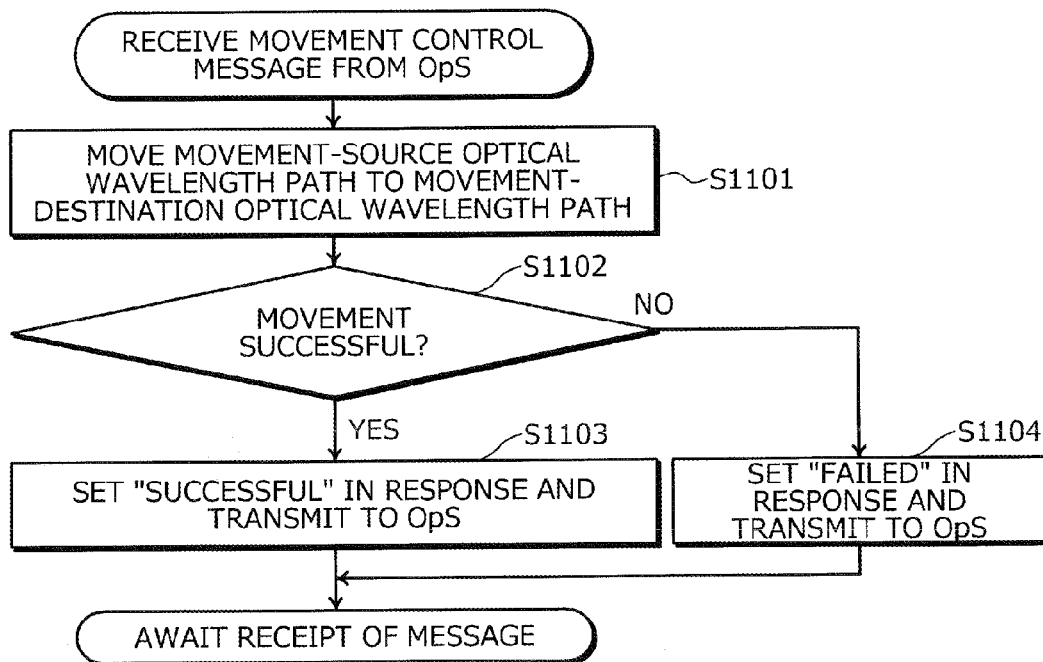 RECEIVE MOVEMENT CONTROL
MESSAGE FROM OpS
MOVE MOVEMENT-SOURCE OPTICAL
WAVELENGTH PATH TO MOVEMENT-
DESTINATION OPTICAL WAVELENGTH PATH
S1101
S1102
MOVEMENT
SUCCESSFUL?
NO
YES
S1103
SET "SUCCESSFUL" IN RESPONSE AND
TRANSMIT TO OpS
S1104
SET "FAILED" IN
RESPONSE AND
TRANSMIT TO OpS
AWAIT RECEIPT OF MESSAGE